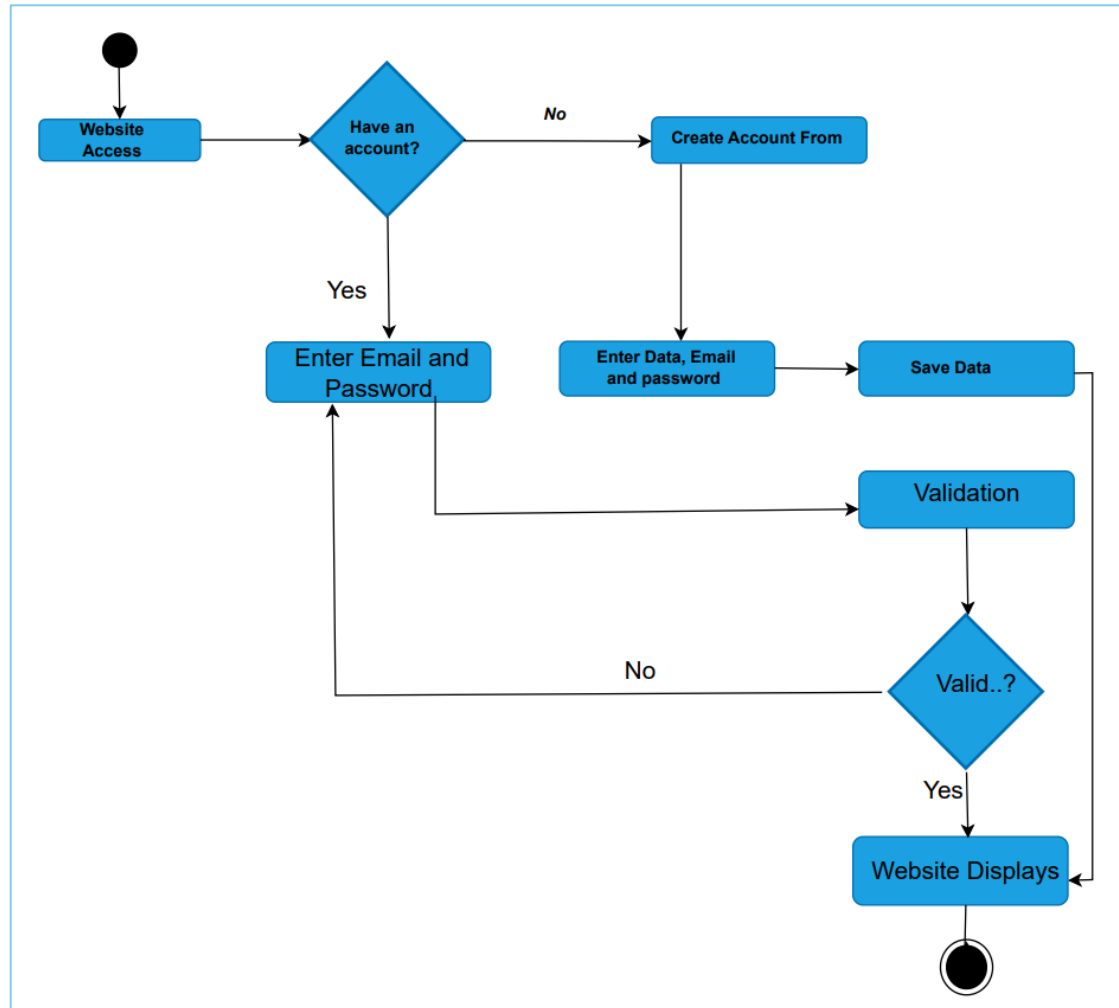 Website
Access
Have an
account?
No
Create Account From
Yes
Enter Email and
Password
Enter Data, Email
and password
Save Data
Validation
No
Valid..?
Yes
Website Displays